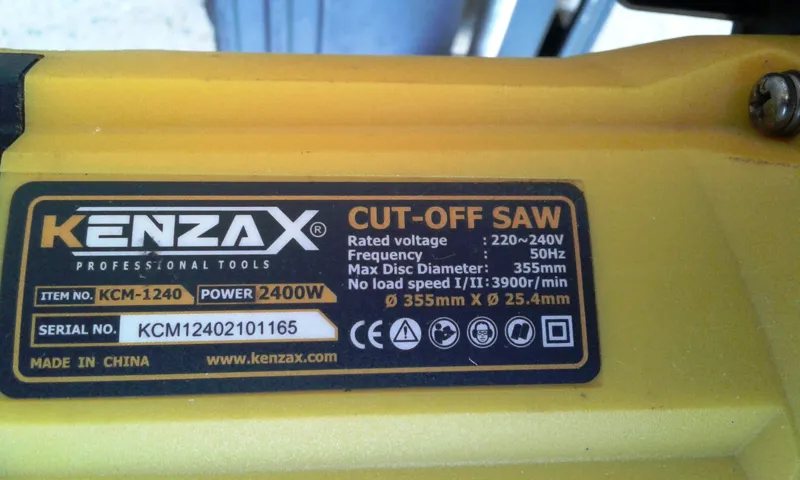 KENZAX®
PROFESSIONAL TOOLS
ITEM NO. KCM-1240 POWER 2400W
SERIAL NO. KCM12402101165
MADE IN CHINA www.kenzax.com
CUT-OFF SAW
Rated voltage : 220~240V
Frequency : 50Hz
Max Disc Diameter: 355mm
No load speed I/II: 3900r/min
Ø 355mm X Ø 25.4mm
CE